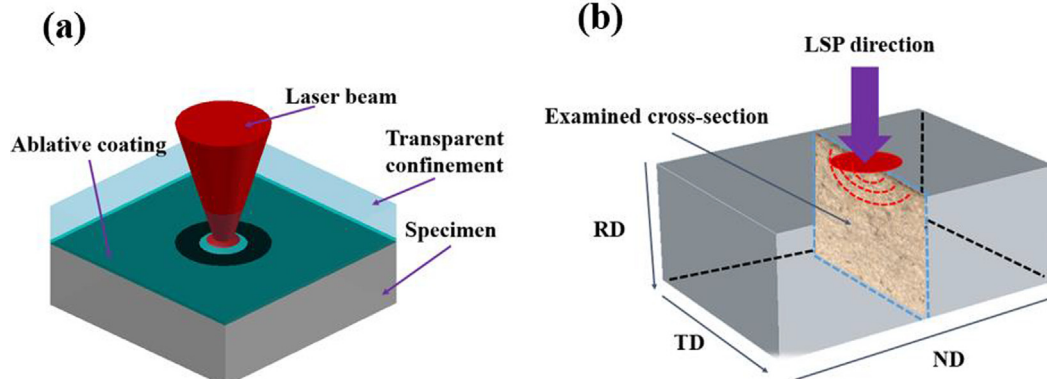 (a)
Laser beam
Ablative coating
Transparent
confinement
Specimen
(b)
LSP direction
Examined cross-section
RD
TD
ND